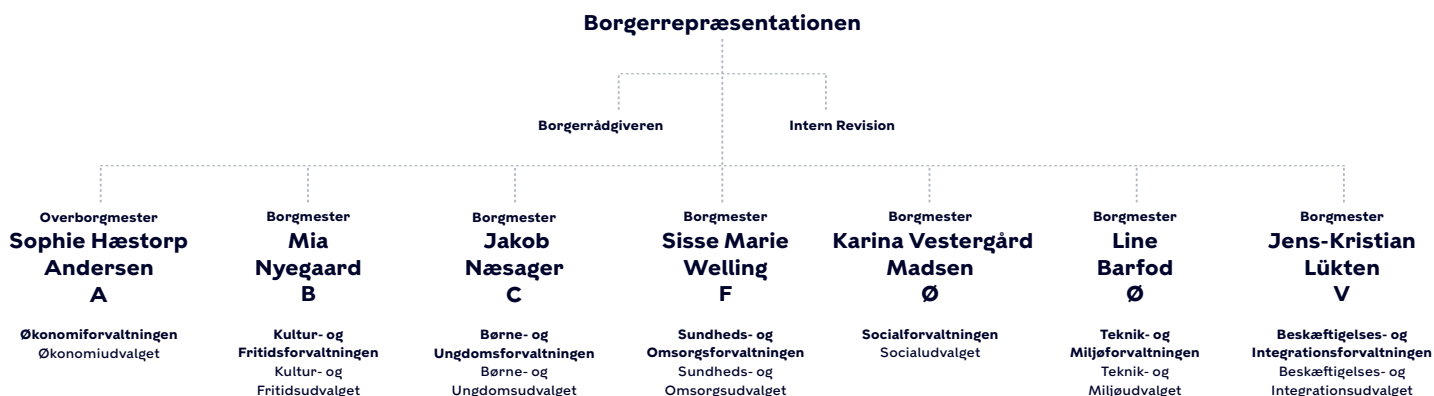 Borgerrepræsentationen
Borgerrådgiveren
Intern Revision
Overborgmester
Sophie Hæstorp
Andersen
A
Økonomiforvaltningen
Økonomiudvalget
Borgmester
Mia
Nyegaard
B
Kultur- og
Fritidsforvaltningen
Kultur- og
Fritidsudvalget
Borgmester
Jakob
Næsager
C
Børne- og
Ungdomsforvaltningen
Børne- og
Ungdomsudvalget
Borgmester
Sisse Marie
Welling
F
Sundheds- og
Omsorgsforvaltningen
Sundheds- og
Omsorgsudvalget
Borgmester
Karina Vestergård
Madsen
Ø
Socialforvaltningen
Socialudvalget
Borgmester
Line
Barfod
Ø
Teknik- og
Miljøforvaltningen
Teknik- og
Miljøudvalget
Borgmester
Jens-Kristian
Lükten
V
Beskæftigelses- og
Integrationsforvaltningen
Beskæftigelses- og
Integrationsudvalget